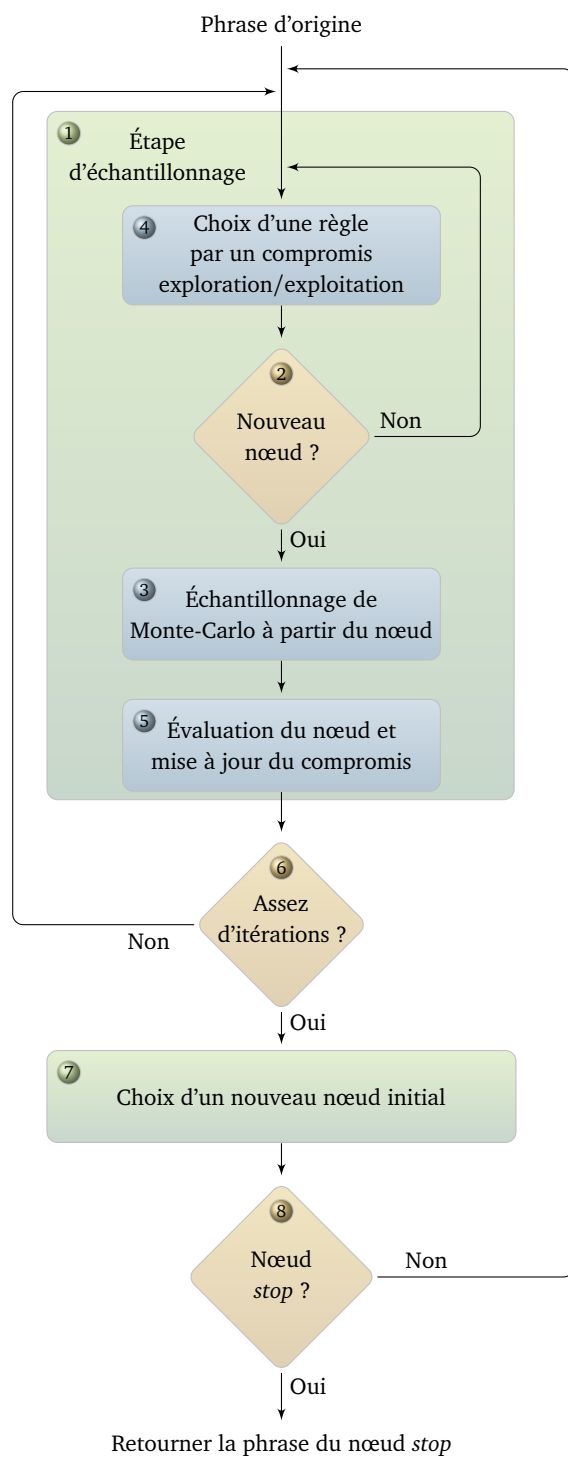 Phrase d'origine
1
Étape
d'échantillonnage
4
Choix d'une règle
par un compromis
exploration/exploitation
2
Nouveau
nœud ?
Non
Oui
3
Échantillonnage de
Monte-Carlo à partir du nœud
5
Évaluation du nœud et
mise à jour du compromis
6
Assez
d'itérations ?
Non
Oui
7
Choix d'un nouveau nœud initial
8
Nœud
stop ?
Non
Oui
Retourner la phrase du nœud stop